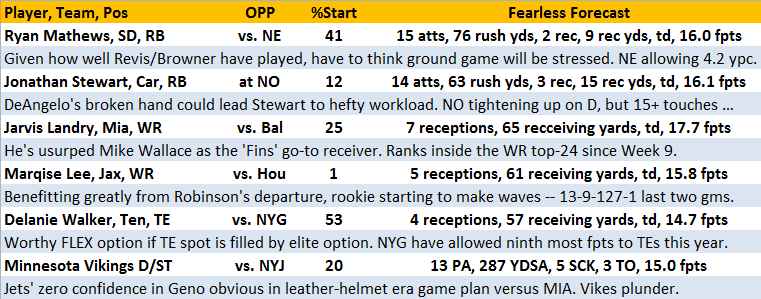 Player, Team, Pos OPP %Start Fearless Forecast
Ryan Mathews, SD, RB vs. NE 41 15 atts, 76 rush yds, 2 rec, 9 rec yds, td, 16.0 fpts
Given how well Revis/Browner have played, have to think ground game will be stressed. NE allowing 4.2 ypc.
Jonathan Stewart, Car, RB at NO 12 14 atts, 63 rush yds, 3 rec, 15 rec yds, td, 16.1 fpts
DeAngelo's broken hand could lead Stewart to hefty workload. NO tightening up on D, but 15+ touches ...
Jarvis Landry, Mia, WR vs. Bal 25 7 receptions, 65 recceiving yards, td, 17.7 fpts
He's usurped Mike Wallace as the 'Fins' go-to receiver. Ranks inside the WR top-24 since Week 9.
Marqise Lee, Jax, WR vs. Hou 1 5 receptions, 61 receiving yards, td, 15.8 fpts
Benefitting greatly from Robinson's departure, rookie starting to make waves -- 13-9-127-1 last two gms.
Delanie Walker, Ten, TE vs. NYG 53 4 receptions, 57 receiving yards, td, 14.7 fpts
Worthy FLEX option if TE spot is filled by elite option. NYG have allowed ninth most fpts to TEs this year.
Minnesota Vikings D/ST vs. NYJ 20 13 PA, 287 YDSA, 5 SCK, 3 TO, 15.0 fpts
Jets' zero confidence in Geno obvious in leather-helmet era game plan versus MIA. Vikes plunder.